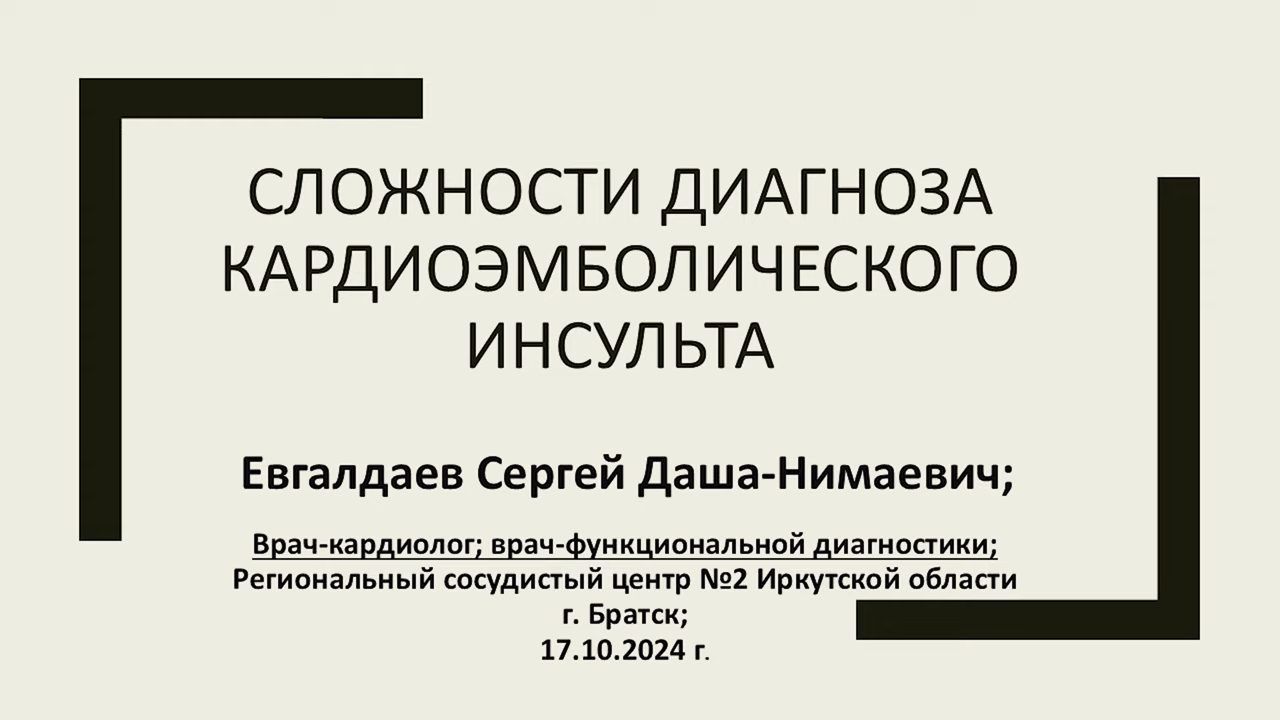 СЛОЖНОСТИ ДИАГНОЗА
КАРДИОЭМБОЛИЧЕСКОГО
ИНСУЛЬТА
Евгалдаев Сергей Даша-Нимаевич;
Врач-кардиолог; врач-функциональной диагностики;
Региональный сосудистый центр №2 Иркутской области
г. Братск;
17.10.2024 г.